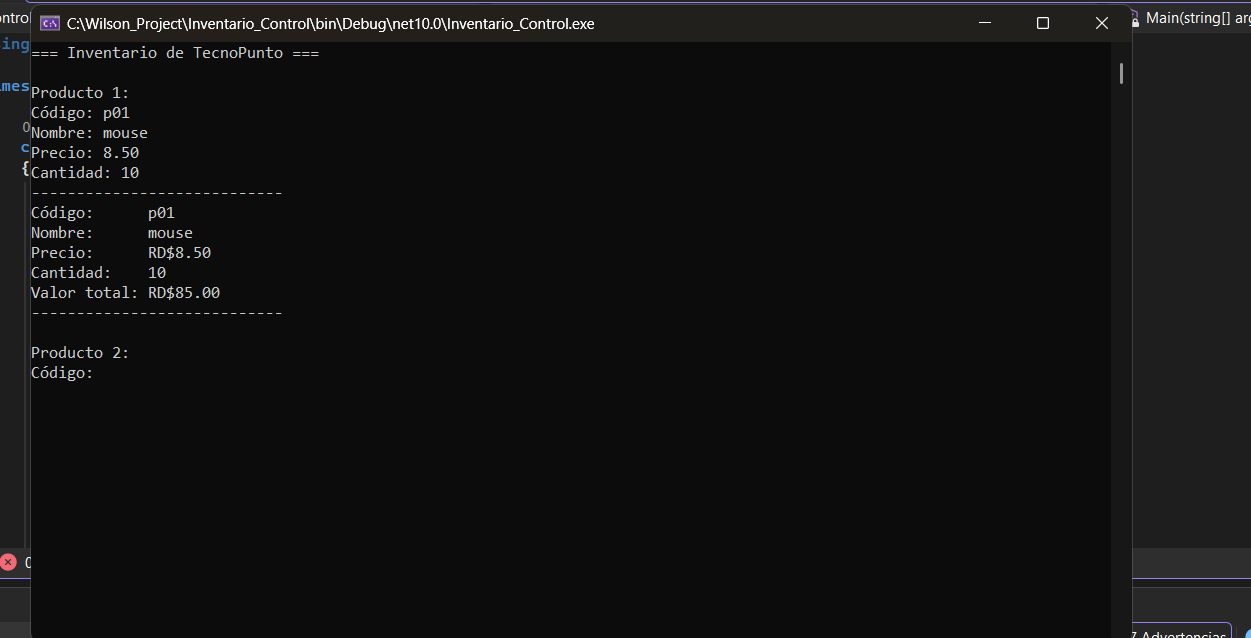 C:\Wilson_Project\Inventario_Control\bin\Debug\net10.0\Inventario_Control.exe
Main(string[]
=== Inventario de TecnoPunto ===
Producto 1:
Código: p01
Nombre: mouse
Precio: 8.50
Cantidad: 10
----------------------------
Código:      p01
Nombre:      mouse
Precio:      RD$8.50
Cantidad:    10
Valor total: RD$85.00
----------------------------
Producto 2:
Código:
{
Advertencias